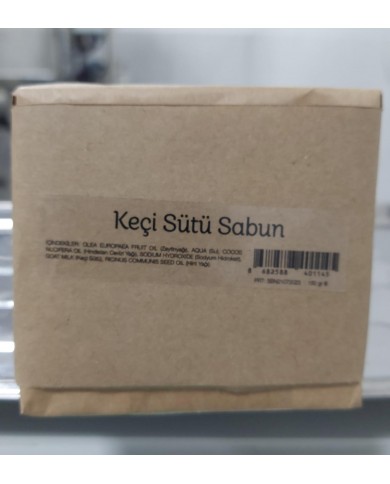 Keçi Sütü Sabun
İÇİNDEKİLER: OLEA EUROPAEA FRUIT OIL (Zeytinyağı), AQUA (Su), COCOS
NUCIFERA OIL (Hindistan Cevizi Yağı), SODIUM HYDROXIDE (Sodyum Hidroksit),
GOAT MILK (Keçi Sütü), RICINUS COMMUNIS SEED OIL (Hint Yağı)